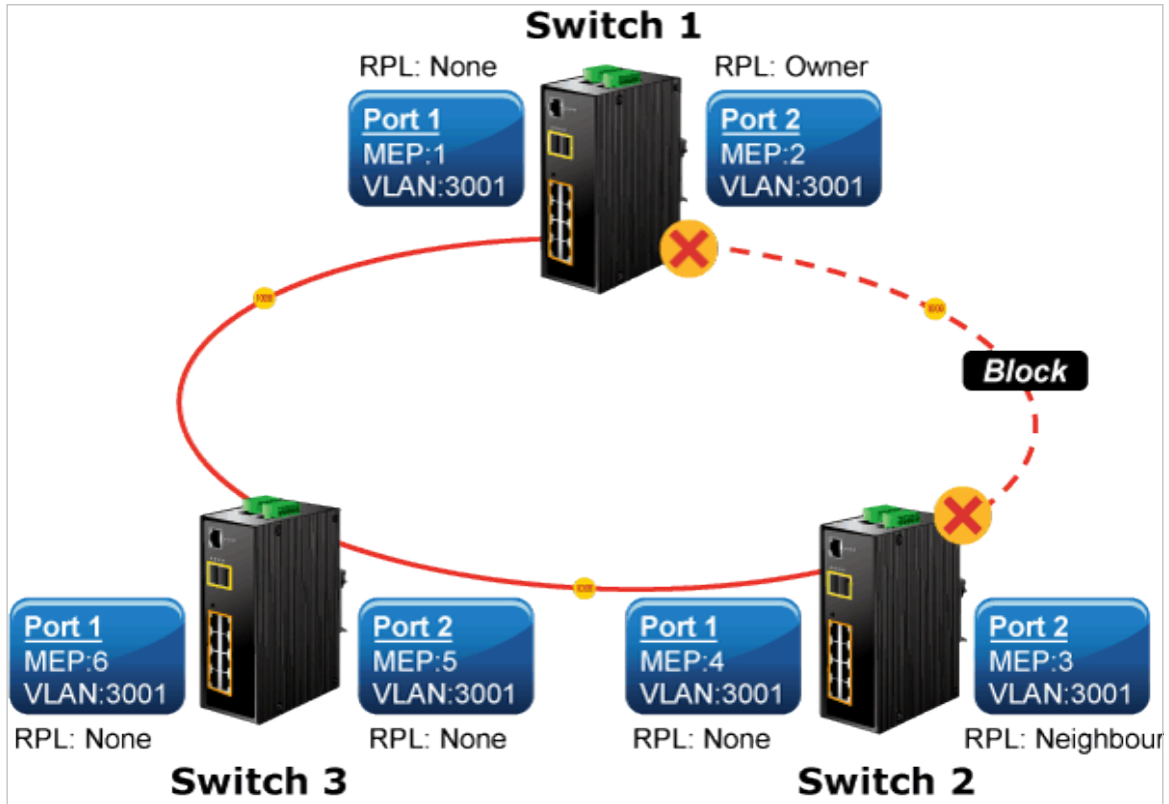 Switch 1
RPL: None
RPL: Owner
Port 1
MEP:1
VLAN:3001
Port 2
MEP:2
VLAN:3001
Block
Port 1
MEP:6
VLAN:3001
Port 2
MEP:5
VLAN:3001
Port 1
MEP:4
VLAN:3001
Port 2
MEP:3
VLAN:3001
RPL: None
RPL: None
RPL: None
RPL: Neighbour
Switch 3
Switch 2